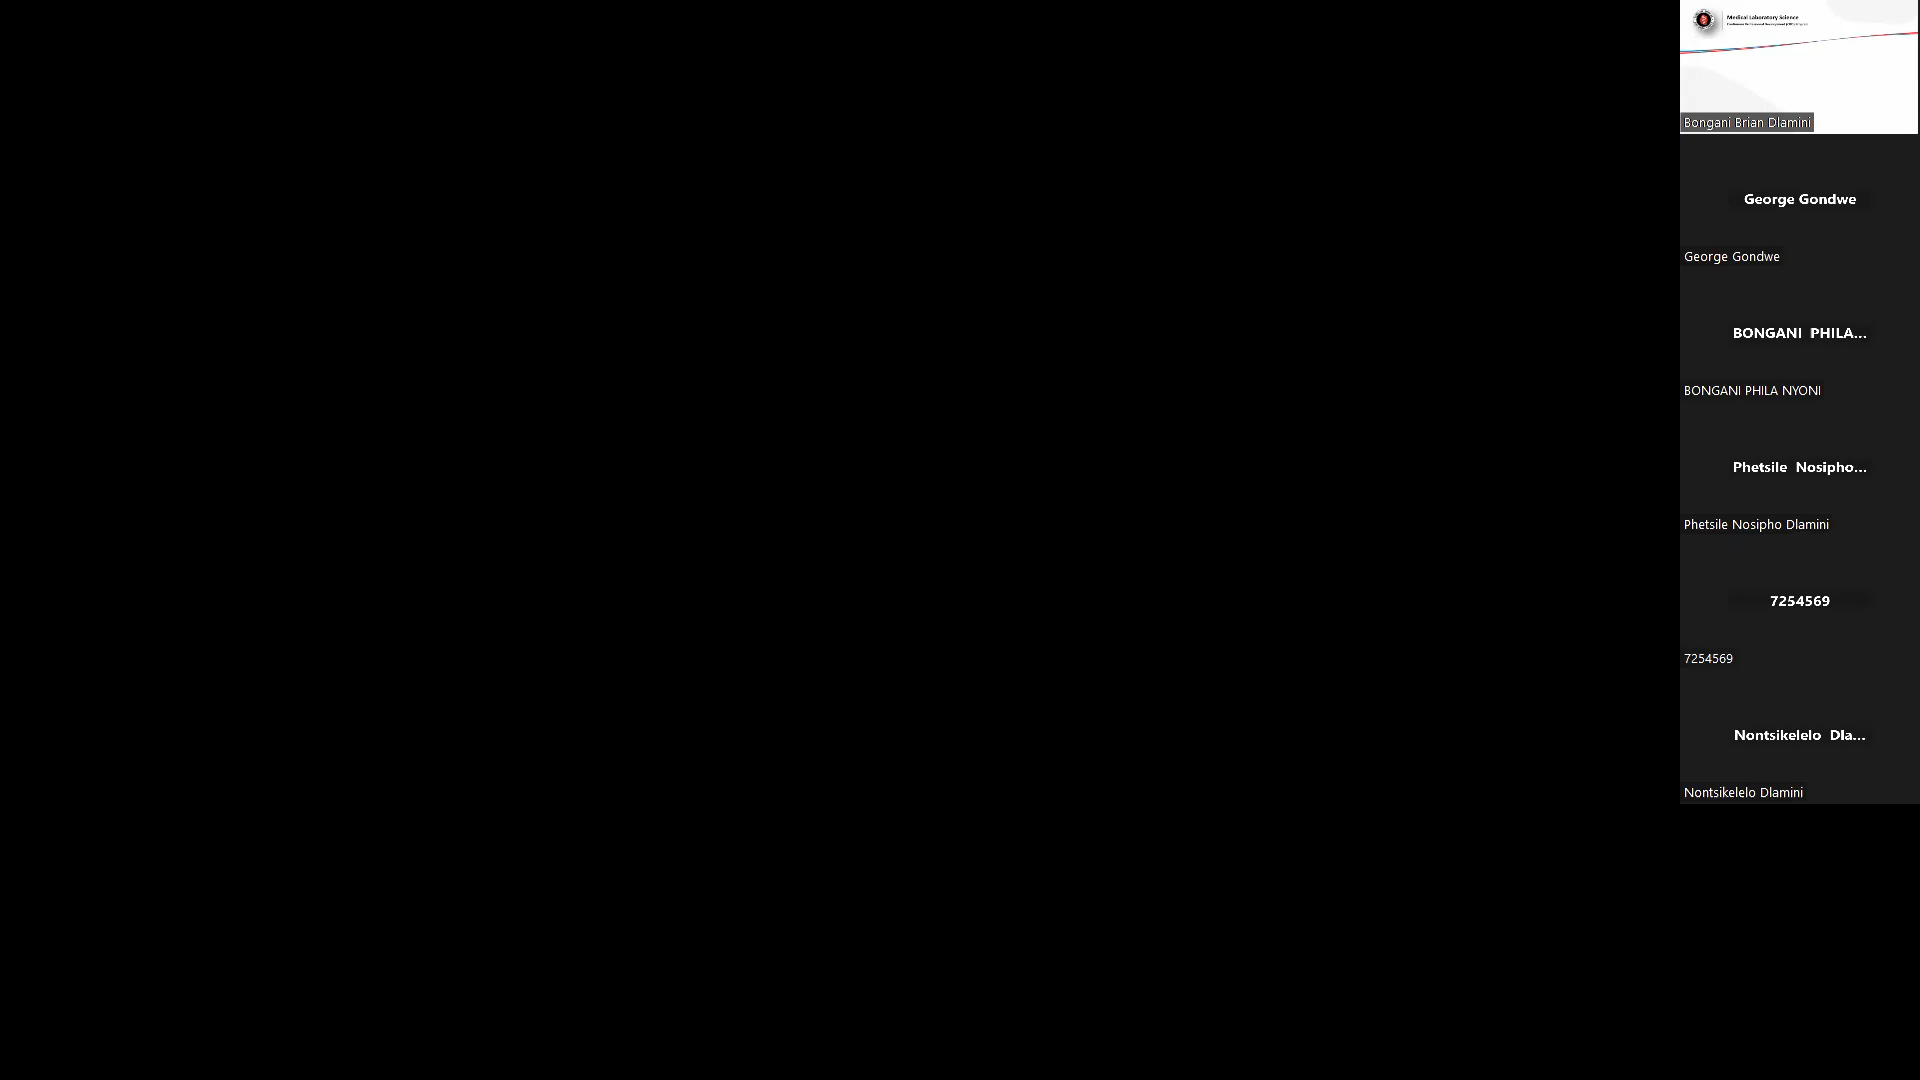 Medical Laboratory Science
Bongani Brian Dlamini
George Gondwe
George Gondwe
BONGANI PHILA...
BONGANI PHILA NYONI
Phetsile Nosipho...
Phetsile Nosipho Dlamini
7254569
7254569
Nontsikelelo Dla...
Nontsikelelo Dlamini